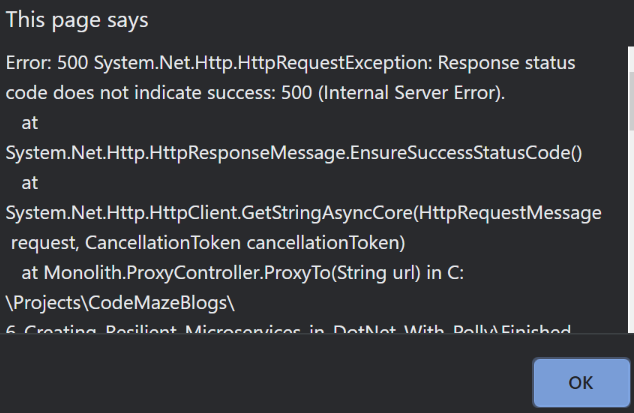 This page says
Error: 500 System.Net.Http.HttpRequestException: Response status
code does not indicate success: 500 (Internal Server Error).
at
System.Net.Http.HttpResponseMessage.EnsureSuccessStatusCode()
at
System.Net.Http.HttpClient.GetStringAsyncCore(HttpRequestMessage
request, CancellationToken cancellationToken)
at Monolith.ProxyController.ProxyTo(String url) in C:
\Projects\CodeMazeBlogs\
6_Creating_Resilient_Microservices_in_DotNet_With_Polly\Finished
OK